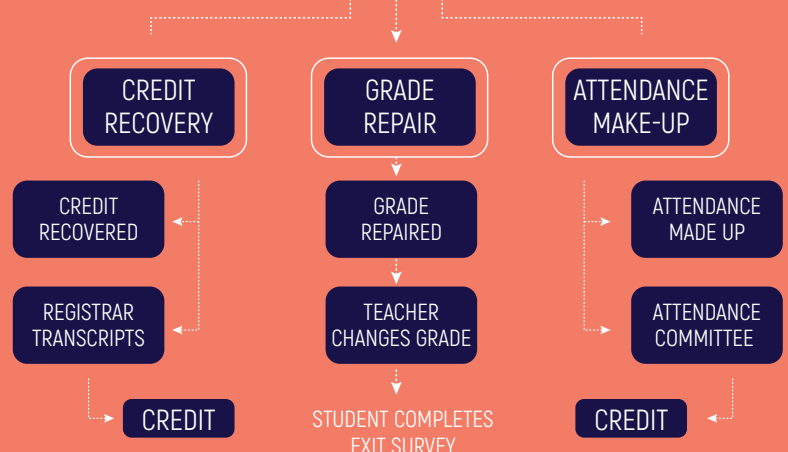 CREDIT
RECOVERY
GRADE
REPAIR
ATTENDANCE
MAKE-UP
CREDIT
RECOVERED
GRADE
REPAIRED
ATTENDANCE
MADE UP
REGISTRAR
TRANSCRIPTS
TEACHER
CHANGES GRADE
ATTENDANCE
COMMITTEE
CREDIT
STUDENT COMPLETES
EXIT SURVEY
CREDIT